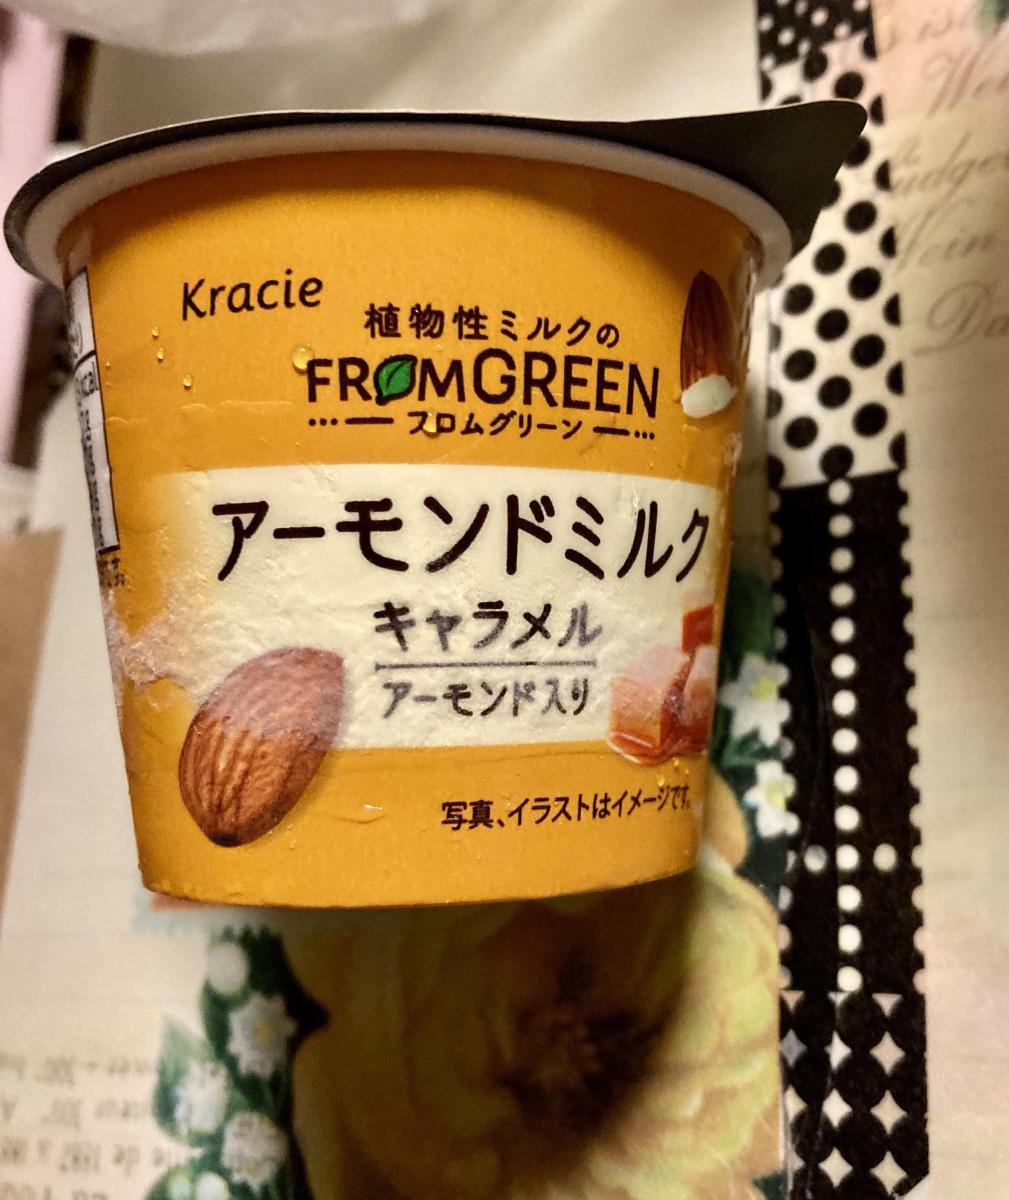 Kracie
植物性ミルクの
FROMGREEN
フロムグリーン
アーモンドミルク
キャラメル
アーモンド入り
写真、イラストはイメージです。